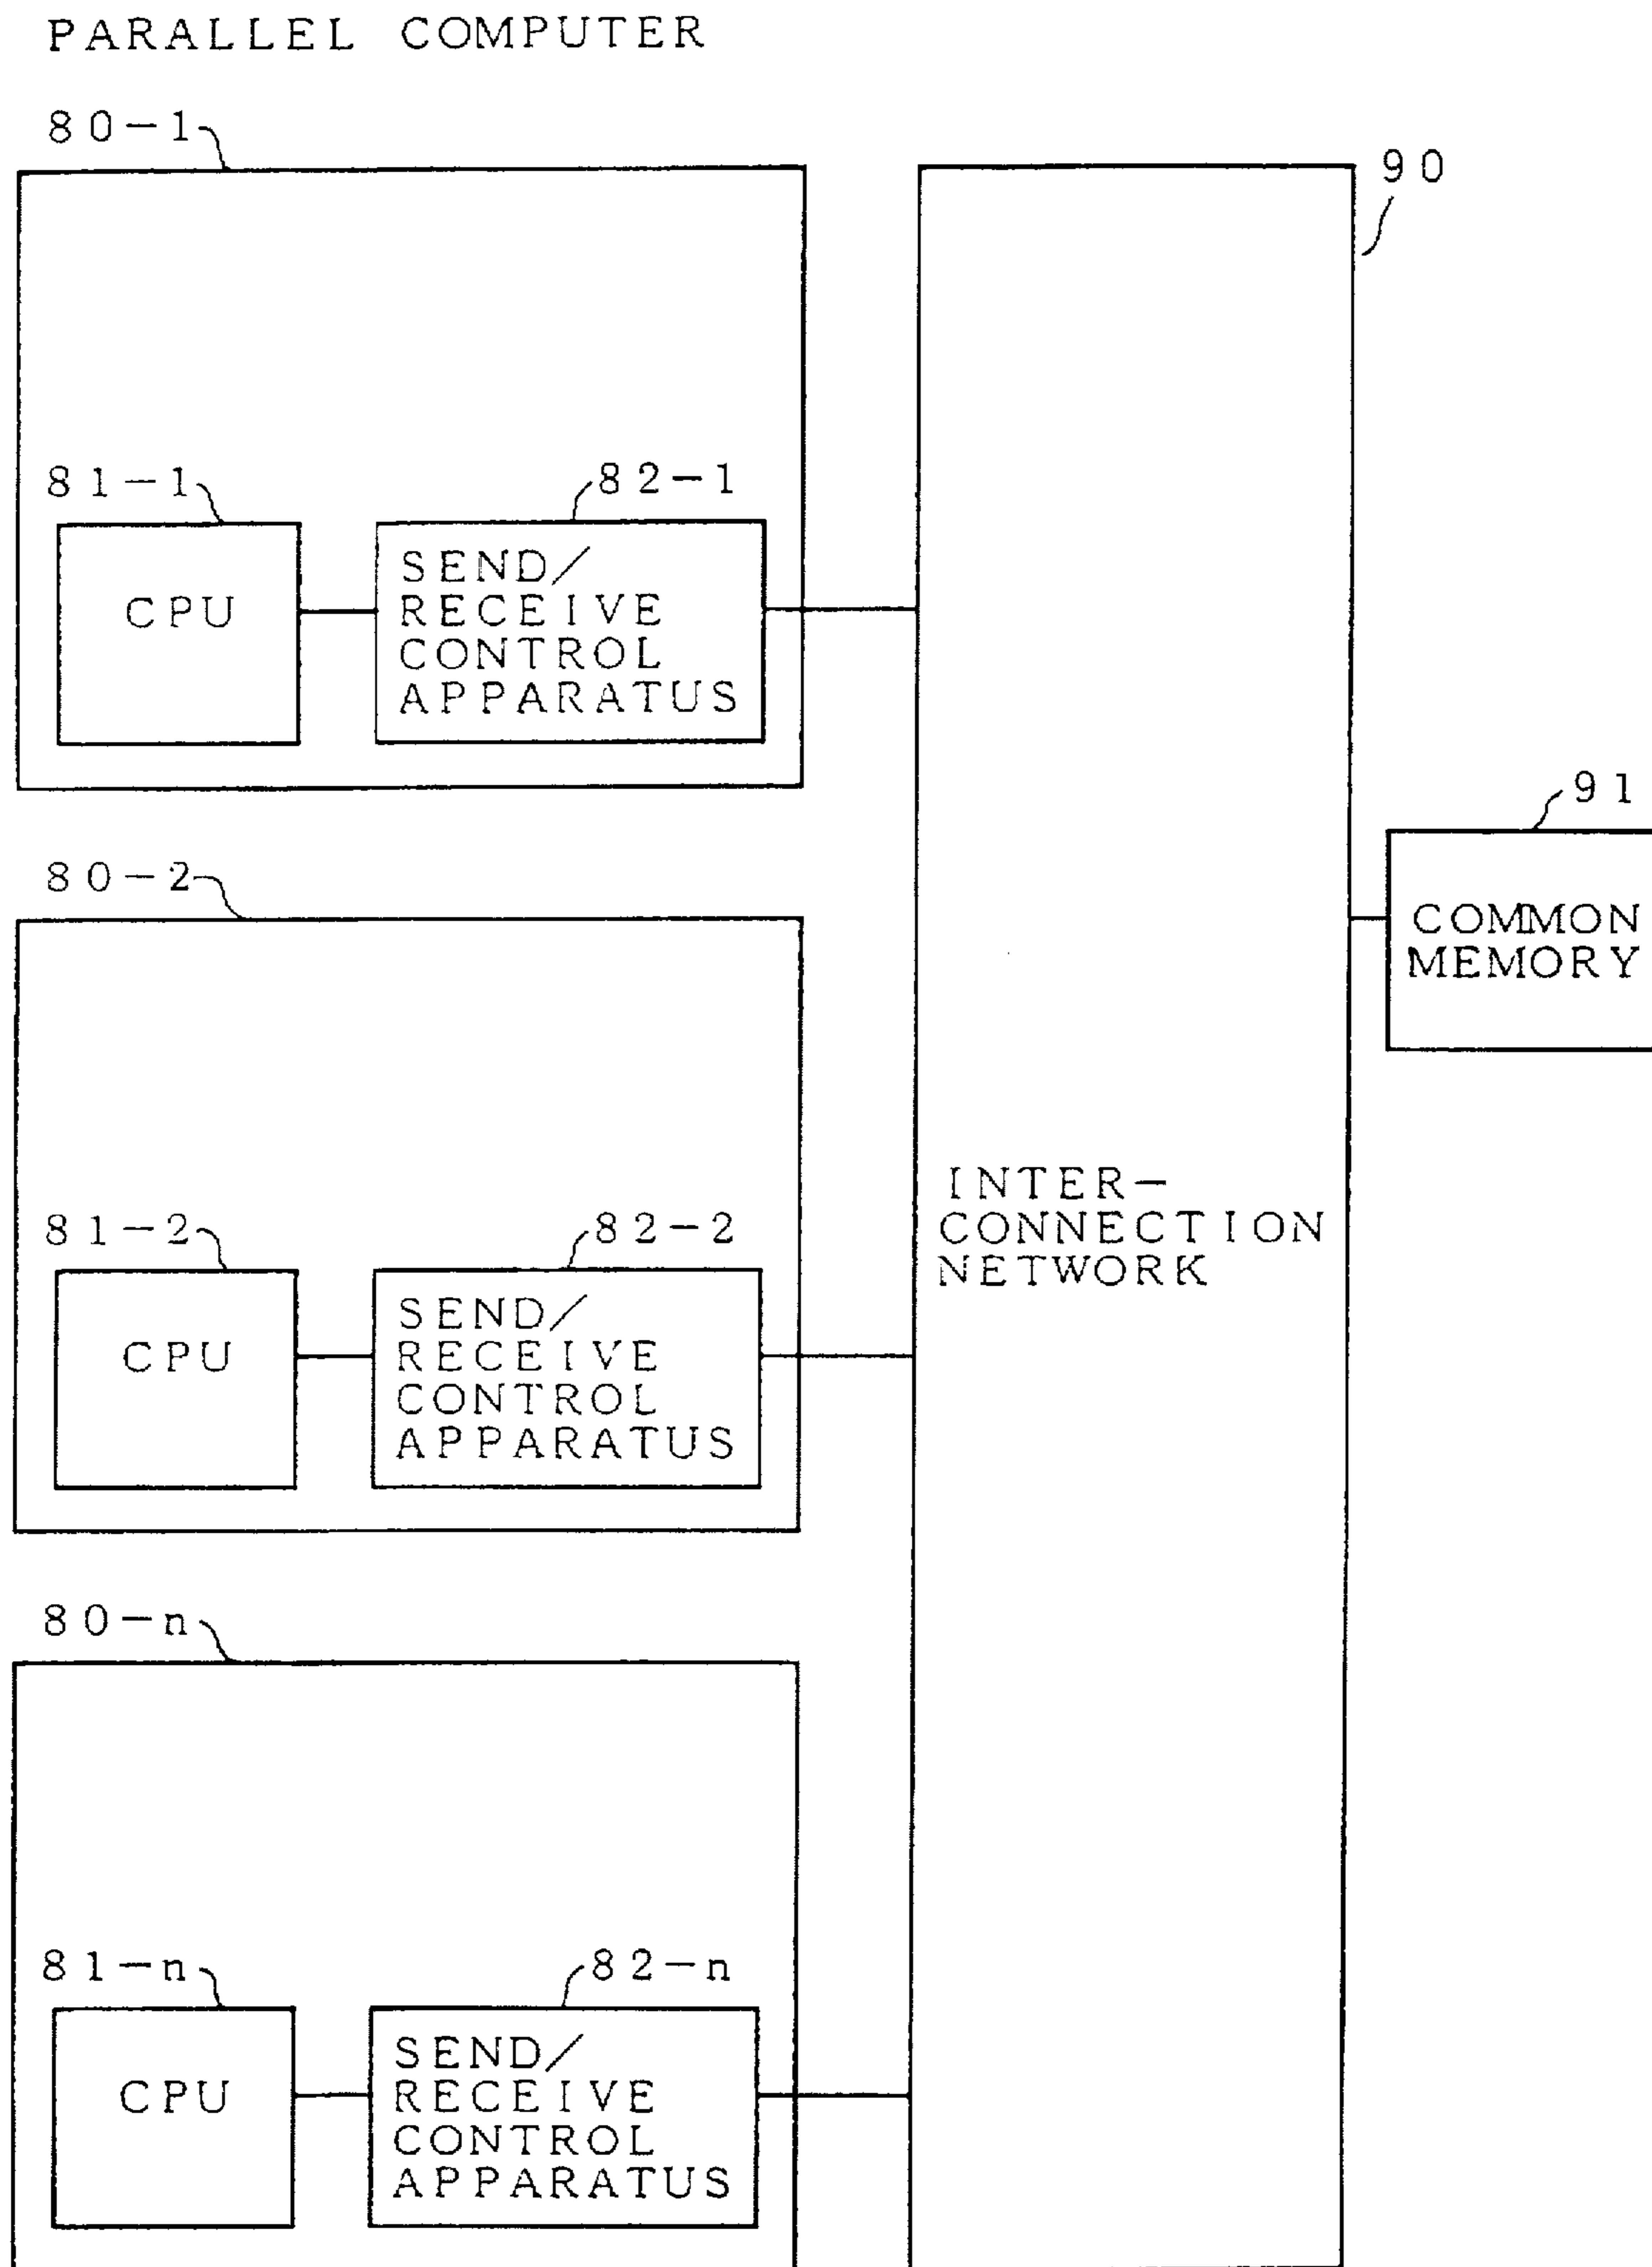 PARALLEL COMPUTER
80-1
90
81-1
82-1
CPU
SEND/
RECEIVE
CONTROL
APPARATUS
91
COMMON
MEMORY
80-2
INTER-
CONNECTION
NETWORK
81-2
82-2
CPU
SEND/
RECEIVE
CONTROL
APPARATUS
80-n
81-n
82-n
CPU
SEND/
RECEIVE
CONTROL
APPARATUS